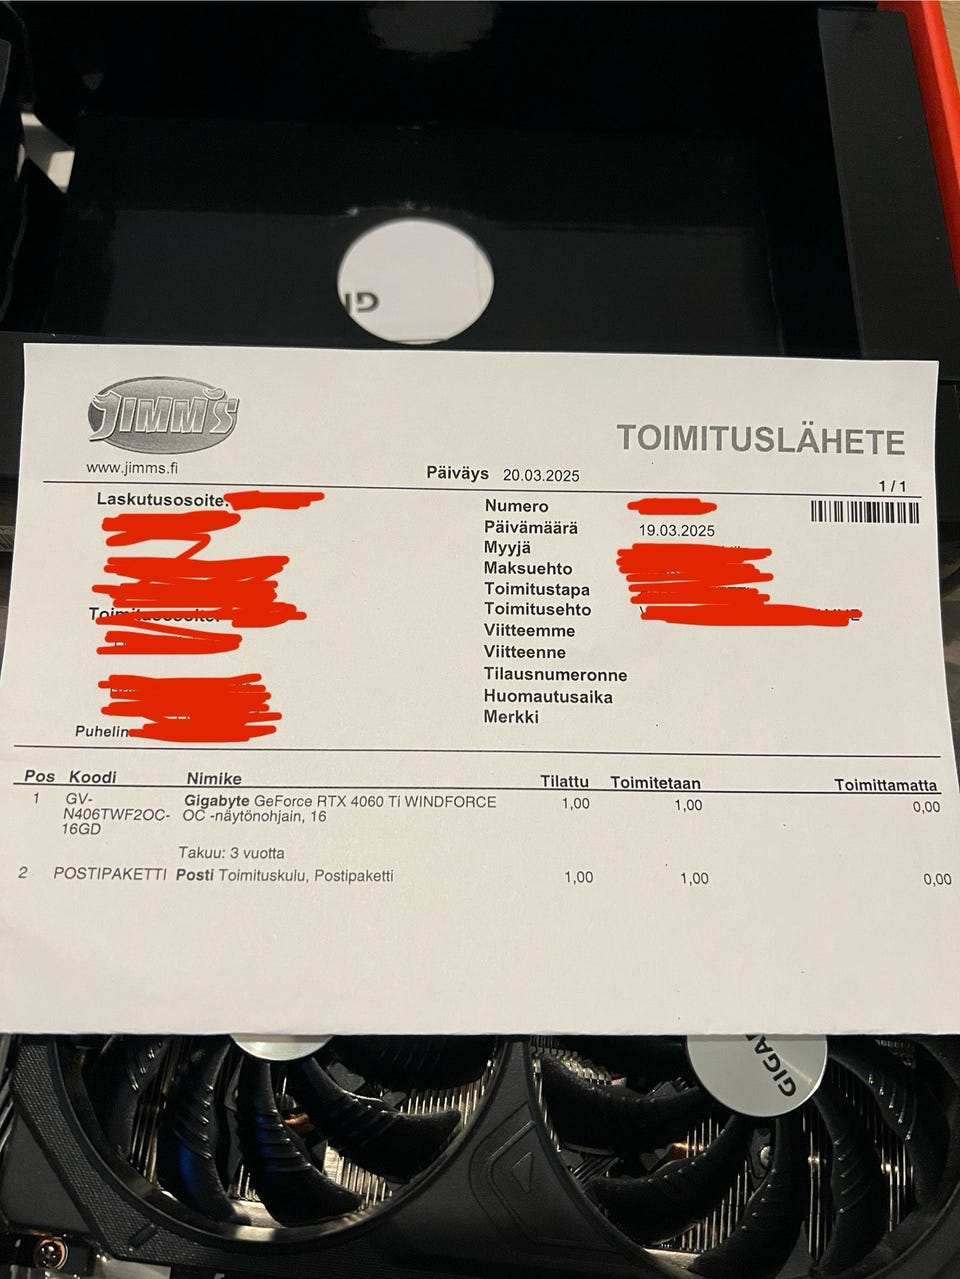 JIMM'S
www.jimms.fi
TOIMITUSLÄHETE
Päiväys 20.03.2025
1 / 1
Laskutusosoite:
Numero
Päivämäärä 19.03.2025
Myyjä
Maksuehto
Toimitustapa
Toimitusehto
Viitteemme
Viitteenne
Tilausnumeronne
Huomautusaika
Merkki
Toimitusosoite:
Puhelin
Pos Koodi Nimike Tilattu Toimitetaan Toimittamatta
1 GV- Gigabyte GeForce RTX 4060 Ti WINDFORCE 1,00 1,00 0,00
N406TWF2OC- OC -näytönohjain, 16
16GD
Takuu: 3 vuotta
2 POSTIPAKETTI Posti Toimituskulu, Postipaketti 1,00 1,00 0,00